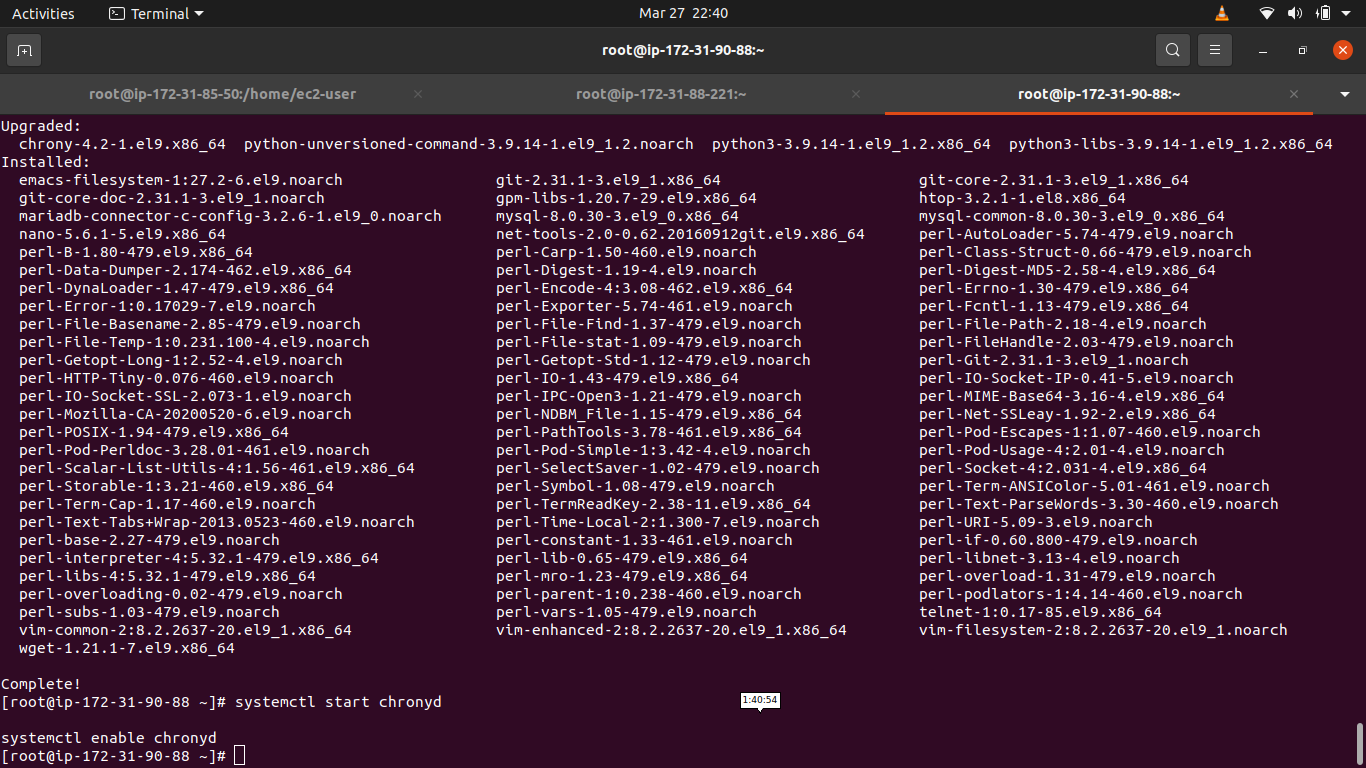 Activities Terminal Mar 27 22:40
root@ip-172-31-90-88:~
root@ip-172-31-85-50:/home/ec2-user root@ip-172-31-88-221:~ root@ip-172-31-90-88:~
Upgraded:
chrony-4.2-1.el9.x86_64 python-unversioned-command-3.9.14-1.el9_1.2.noarch python3-3.9.14-1.el9_1.2.x86_64 python3-libs-3.9.14-1.el9_1.2.x86_64
Installed:
emacs-filesystem-1:27.2-6.el9.noarch git-2.31.1-3.el9_1.x86_64 git-core-2.31.1-3.el9_1.x86_64
git-core-doc-2.31.1-3.el9_1.noarch gpm-libs-1.20.7-29.el9.x86_64 htop-3.2.1-1.el8.x86_64
mariadb-connector-c-config-3.2.6-1.el9_0.noarch mysql-8.0.30-3.el9_0.x86_64 mysql-common-8.0.30-3.el9_0.x86_64
nano-5.6.1-5.el9.x86_64 net-tools-2.0-0.62.20160912git.el9.x86_64 perl-AutoLoader-5.74-479.el9.noarch
perl-B-1.80-479.el9.x86_64 perl-Carp-1.50-460.el9.noarch perl-Class-Struct-0.66-479.el9.noarch
perl-Data-Dumper-2.174-462.el9.x86_64 perl-Digest-1.19-4.el9.noarch perl-Digest-MD5-2.58-4.el9.x86_64
perl-DynaLoader-1.47-479.el9.x86_64 perl-Encode-4:3.08-462.el9.x86_64 perl-Errno-1.30-479.el9.x86_64
perl-Error-1:0.17029-7.el9.noarch perl-Exporter-5.74-461.el9.noarch perl-Fcntl-1.13-479.el9.x86_64
perl-File-Basename-2.85-479.el9.noarch perl-File-Find-1.37-479.el9.noarch perl-File-Path-2.18-4.el9.noarch
perl-File-Temp-1:0.231.100-4.el9.noarch perl-File-stat-1.09-479.el9.noarch perl-FileHandle-2.03-479.el9.noarch
perl-Getopt-Long-1:2.52-4.el9.noarch perl-Getopt-Std-1.12-479.el9.noarch perl-Git-2.31.1-3.el9_1.noarch
perl-HTTP-Tiny-0.076-460.el9.noarch perl-IO-1.43-479.el9.x86_64 perl-IO-Socket-IP-0.41-5.el9.noarch
perl-IO-Socket-SSL-2.073-1.el9.noarch perl-IPC-Open3-1.21-479.el9.noarch perl-MIME-Base64-3.16-4.el9.x86_64
perl-Mozilla-CA-20200520-6.el9.noarch perl-NDBM_File-1.15-479.el9.x86_64 perl-Net-SSLeay-1.92-2.el9.x86_64
perl-POSIX-1.94-479.el9.x86_64 perl-PathTools-3.78-461.el9.x86_64 perl-Pod-Escapes-1:1.07-460.el9.noarch
perl-Pod-Perldoc-3.28.01-461.el9.noarch perl-Pod-Simple-1:3.42-4.el9.noarch perl-Pod-Usage-4:2.01-4.el9.noarch
perl-Scalar-List-Utils-4:1.56-461.el9.x86_64 perl-SelectSaver-1.02-479.el9.noarch perl-Socket-4:2.031-4.el9.x86_64
perl-Storable-1:3.21-460.el9.x86_64 perl-Symbol-1.08-479.el9.noarch perl-Term-ANSIColor-5.01-461.el9.noarch
perl-Term-Cap-1.17-460.el9.noarch perl-TermReadKey-2.38-11.el9.x86_64 perl-Text-ParseWords-3.30-460.el9.noarch
perl-Text-Tabs+Wrap-2013.0523-460.el9.noarch perl-Time-Local-2:1.300-7.el9.noarch perl-URI-5.09-3.el9.noarch
perl-base-2.27-479.el9.noarch perl-constant-1.33-461.el9.noarch perl-if-0.60.800-479.el9.noarch
perl-interpreter-4:5.32.1-479.el9.x86_64 perl-lib-0.65-479.el9.x86_64 perl-libnet-3.13-4.el9.noarch
perl-libs-4:5.32.1-479.el9.x86_64 perl-mro-1.23-479.el9.x86_64 perl-overload-1.31-479.el9.noarch
perl-overloading-0.02-479.el9.noarch perl-parent-1:0.238-460.el9.noarch perl-podlators-1:4.14-460.el9.noarch
perl-subs-1.03-479.el9.noarch perl-vars-1.05-479.el9.noarch telnet-1:0.17-85.el9.x86_64
vim-common-2:8.2.2637-20.el9_1.x86_64 vim-enhanced-2:8.2.2637-20.el9_1.x86_64 vim-filesystem-2:8.2.2637-20.el9_1.noarch
wget-1.21.1-7.el9.x86_64
Complete!
[root@ip-172-31-90-88 ~]# systemctl start chronyd
1:40:54
systemctl enable chronyd
[root@ip-172-31-90-88 ~]#